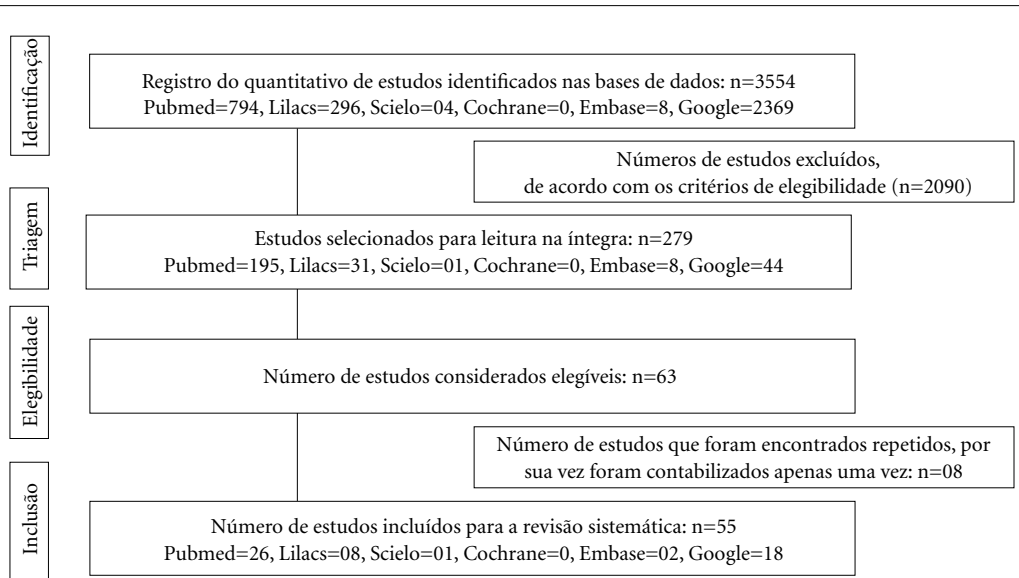 Identificação
Registro do quantitativo de estudos identificados nas bases de dados: n=3554
Pubmed=794, Lilacs=296, Scielo=04, Cochrane=0, Embase=8, Google=2369
Números de estudos excluídos,
de acordo com os critérios de elegibilidade (n=2090)
Triagem
Estudos selecionados para leitura na íntegra: n=279
Pubmed=195, Lilacs=31, Scielo=01, Cochrane=0, Embase=8, Google=44
Elegibilidade
Número de estudos considerados elegíveis: n=63
Número de estudos que foram encontrados repetidos, por
sua vez foram contabilizados apenas uma vez: n=08
Inclusão
Número de estudos incluídos para a revisão sistemática: n=55
Pubmed=26, Lilacs=08, Scielo=01, Cochrane=0, Embase=02, Google=18